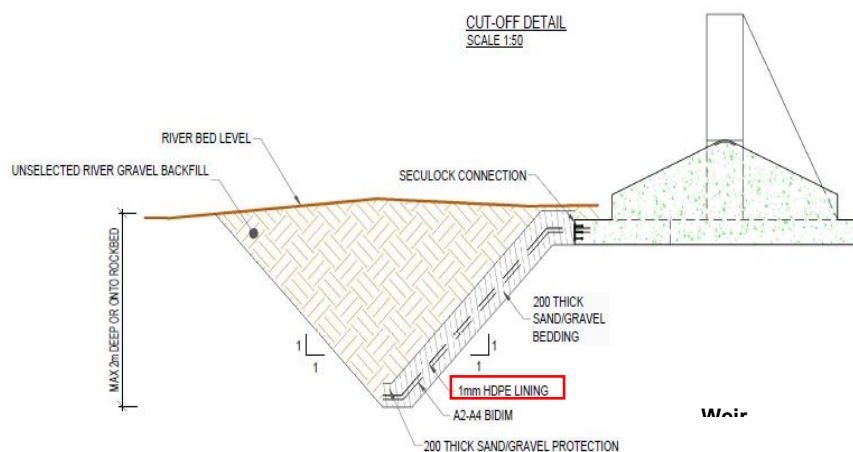 CUT-OFF DETAIL
SCALE 1:50
RIVER BED LEVEL
UNSELECTED RIVER GRAVEL BACKFILL
SECULOCK CONNECTION
MAX 2m DEEP OR ONTO ROCKBED
200 THICK
SAND/GRAVEL
BEDDING
1
1
1
1
1mm HDPE LINING
A2-A4 BIDIM
Weir
200 THICK SAND/GRAVEL PROTECTION